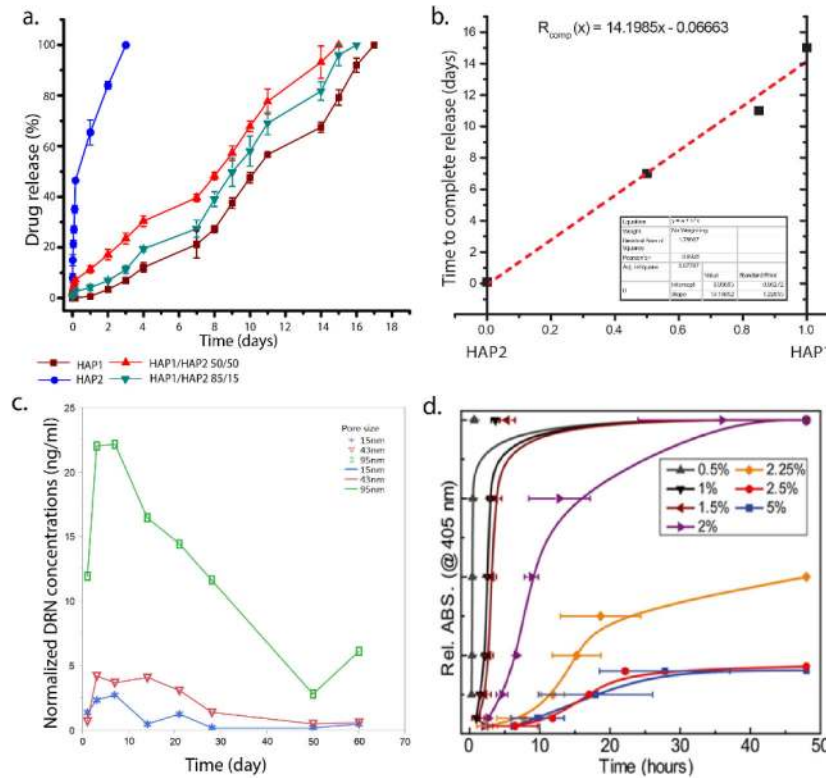 a.
Drug release (%)
100
80
60
40
20
0
0 2 4 6 8 10 12 14 16 18
Time (days)
HAP1
HAP2
HAP1/HAP2 50/50
HAP1/HAP2 85/15
b.
Time to complete release (days)
Rcomp(x) = 14.1985x - 0.06663
16
14
12
10
8
6
4
2
0
0.0 0.2 0.4 0.6 0.8 1.0
HAP2 HAP1
Equation
Weight No Weighting
Value Standard Error
Intercept
Slope
c.
Normalized DRN concentrations (ng/ml)
25
20
15
10
5
0
0 10 20 30 40 50 60 70
Time (day)
Pore size
15nm
43nm
95nm
15nm
43nm
95nm
d.
Rel. ABS. (@ 405 nm)
0.5%
1%
1.5%
2%
2.25%
2.5%
5%
0 10 20 30 40 50
Time (hours)